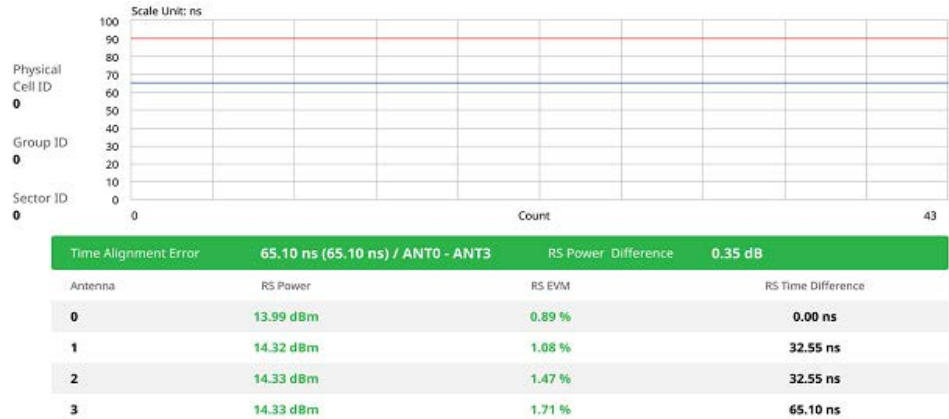 Scale Unit: ns
100
90
80
70
60
50
40
30
20
10
0
Physical
Cell ID
0
Group ID
0
Sector ID
0
0 Count 43
Time Alignment Error 65.10 ns (65.10 ns) / ANT0 - ANT3 RS Power Difference 0.35 dB
Antenna RS Power RS EVM RS Time Difference
0 13.99 dBm 0.89 % 0.00 ns
1 14.32 dBm 1.08 % 32.55 ns
2 14.33 dBm 1.47 % 32.55 ns
3 14.33 dBm 1.71 % 65.10 ns